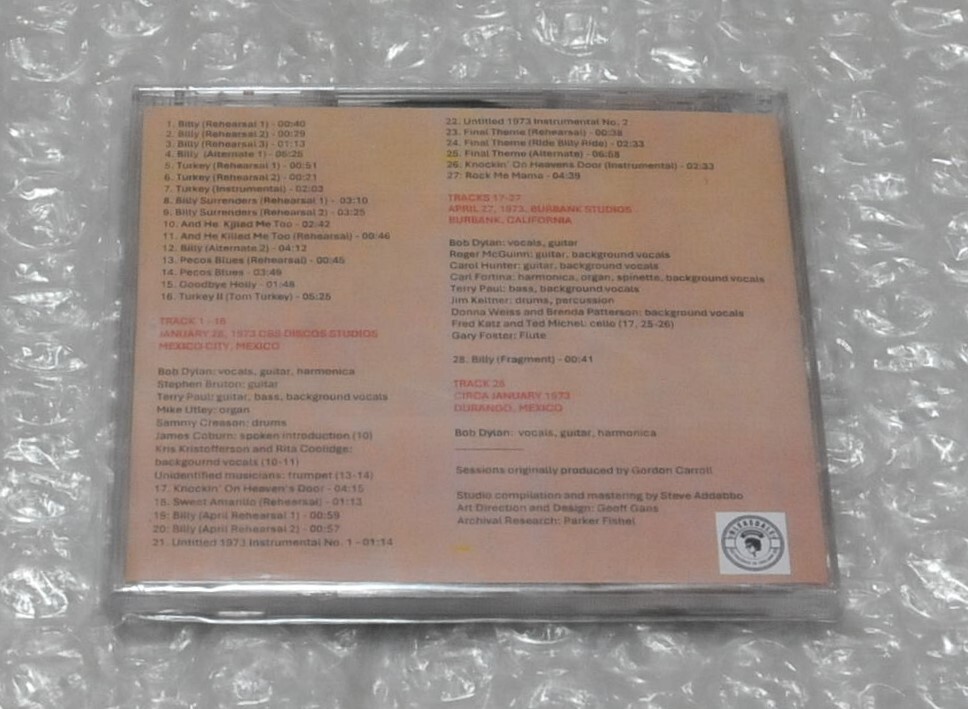 1. Billy (Rehearsal 1) - 00:40
2. Billy (Rehearsal 2) - 00:29
3. Billy (Rehearsal 3) - 01:13
4. Billy (Alternate 1) - 05:25
5. Turkey (Rehearsal 1) - 00:51
6. Turkey (Rehearsal 2) - 00:21
7. Turkey (Instrumental) - 02:03
8. Billy Surrenders (Rehearsal 1) - 03:10
9. Billy Surrenders (Rehearsal 2) - 03:25
10. And He Killed Me Too - 02:42
11. And He Killed Me Too (Rehearsal) - 00:46
12. Billy (Alternate 2) - 04:12
13. Pecos Blues (Rehearsal) - 00:45
14. Pecos Blues - 03:49
15. Goodbye Holly - 01:48
16. Turkey II (Tom Turkey) - 05:25
TRACK 1 - 16
JANUARY 20, 1973 CBS DISCOS STUDIOS
MEXICO CITY, MEXICO
Bob Dylan: vocals, guitar, harmonica
Stephen Bruton: guitar
Terry Paul: guitar, bass, background vocals
Mike Utley: organ
Sammy Creason: drums
James Coburn: spoken introduction (10)
Kris Kristofferson and Rita Coolidge:
backgournd vocals (10-11)
Unidentified musicians: trumpet (13-14)
17. Knockin' On Heaven's Door - 04:15
18. Sweet Amarillo (Rehearsal) - 01:13
19: Billy (April Rehearsal 1) - 00:59
20: Billy (April Rehearsal 2) - 00:57
21. Untitled 1973 Instrumental No. 1 - 01:14
22. Untitled 1973 Instrumental No. 2
23. Final Theme (Rehearsal) - 00:38
24. Final Theme (Ride Billy Ride) - 02:33
25. Final Theme (Alternate) - 06:58
26. Knockin' On Heavens Door (Instrumental) - 02:33
27: Rock Me Mama - 04:39
TRACKS 17-27
APRIL 27, 1973, BURBANK STUDIOS
BURBANK, CALIFORNIA
Bob Dylan: vocals, guitar
Roger McGuinn: guitar, background vocals
Carol Hunter: guitar, background vocals
Carl Fortina: harmonica, organ, spinette, background vocals
Terry Paul: bass, background vocals
Jim Keltner: drums, percussion
Donna Weiss and Brenda Patterson: background vocals
Fred Katz and Ted Michel: cello (17, 25-26)
Gary Foster: Flute
28. Billy (Fragment) - 00:41
TRACK 28
CIRCA JANUARY 1973
DURANGO, MEXICO
Bob Dylan: vocals, guitar, harmonica
Sessions originally produced by Gordon Carroll
Studio compilation and mastering by Steve Addabbo
Art Direction and Design: Geoff Gans
Archival Research: Parker Fishel